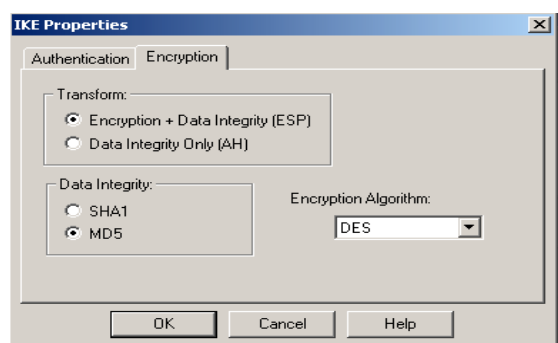 IKE Properties
Authentication
Encryption
Transform:
Encryption + Data Integrity (ESP)
Data Integrity Only (AH)
Data Integrity:
SHA1
MD5
Encryption Algorithm:
DES
OK
Cancel
Help